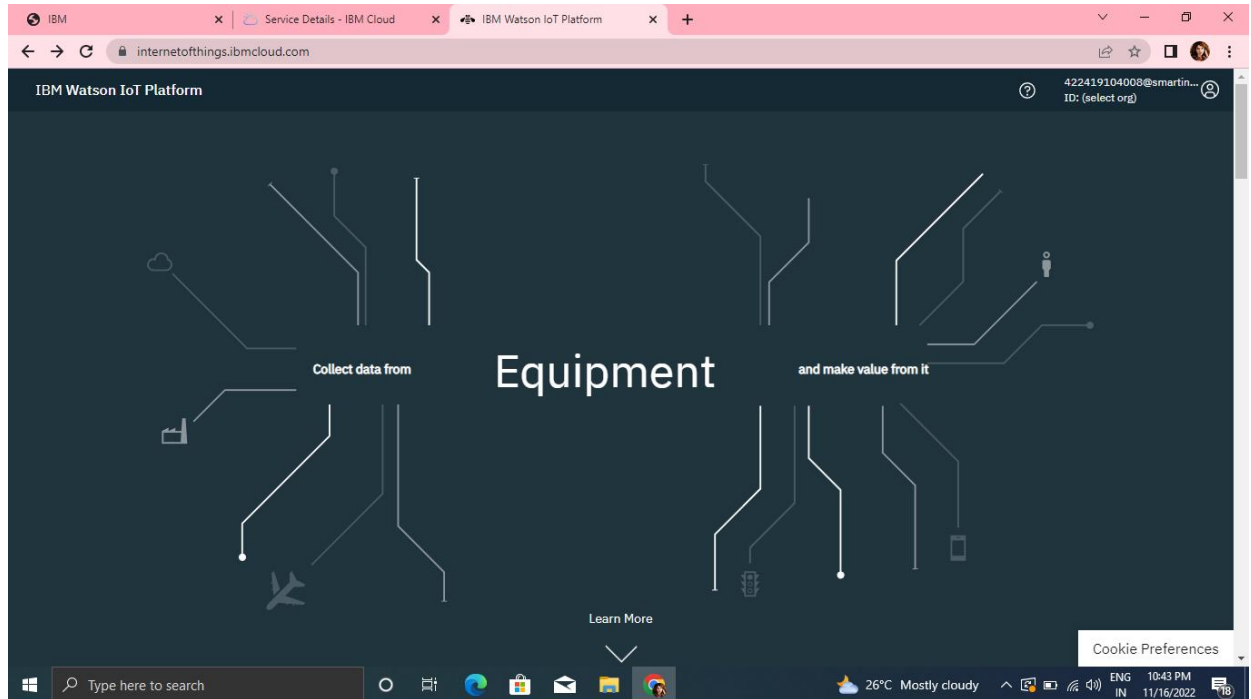 IBM
Service Details - IBM Cloud
IBM Watson IoT Platform
internetofthings.ibmcloud.com
IBM Watson IoT Platform
422419104008@smartin...
ID: (select org)
Collect data from
Equipment
and make value from it
Learn More
Cookie Preferences
Type here to search
26°C Mostly cloudy
ENG
IN
10:43 PM
11/16/2022
18